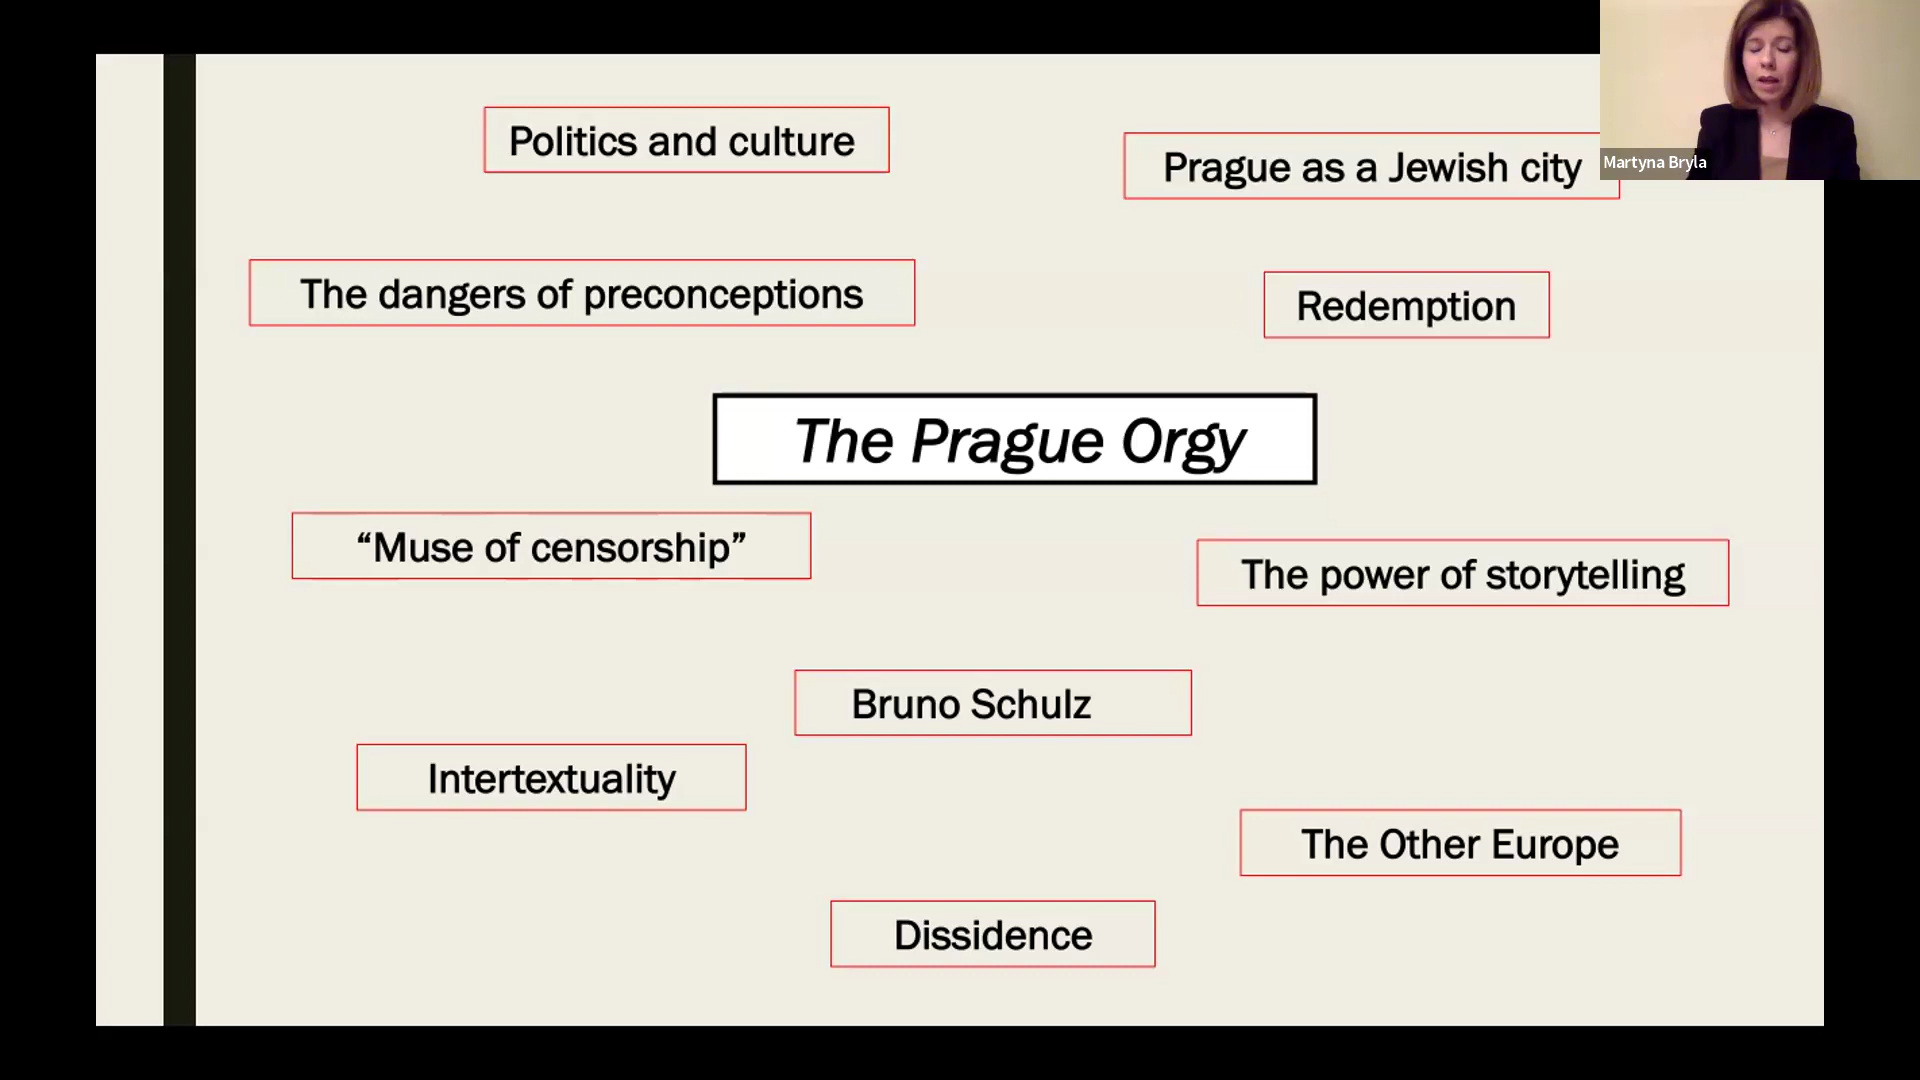 Politics and culture
Prague as a Jewish city
Martyna Bryla
The dangers of preconceptions
Redemption
The Prague Orgy
“Muse of censorship”
The power of storytelling
Bruno Schulz
Intertextuality
The Other Europe
Dissidence